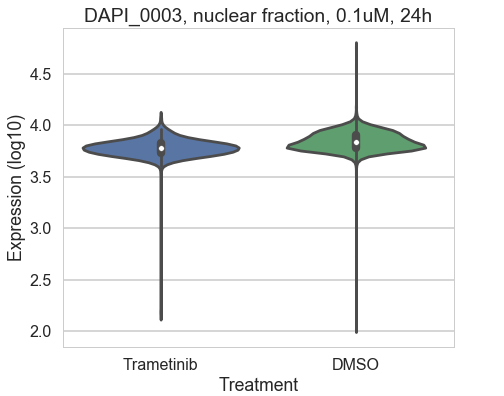 DAPI_0003, nuclear fraction, 0.1uM, 24h
Expression (log10)
4.5
4.0
3.5
3.0
2.5
2.0
Trametinib DMSO
Treatment